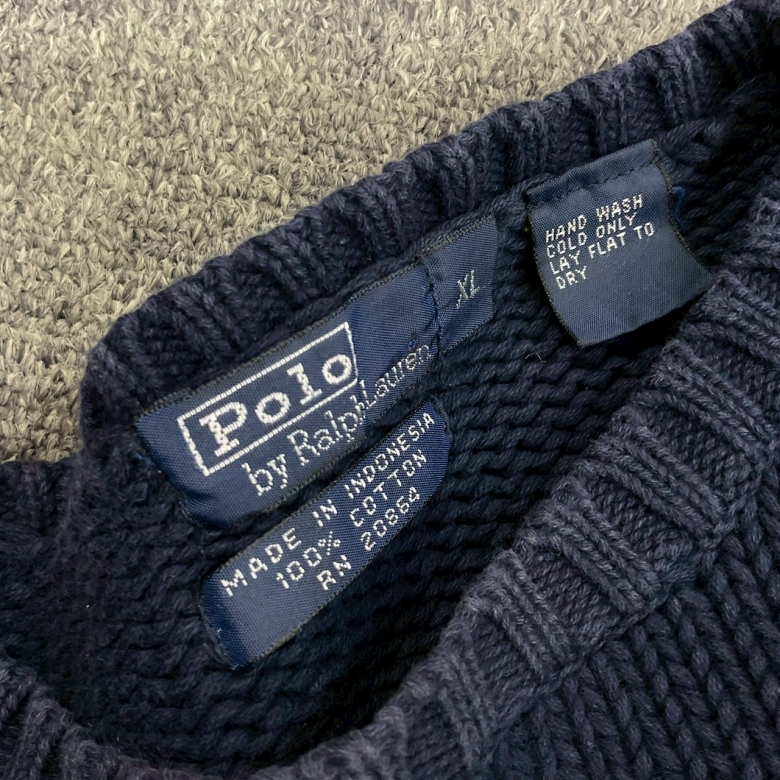 Polo
by Ralph Lauren
XL
MADE IN INDONESIA
100% COTTON
RN 20864
HAND WASH
COLD ONLY
LAY FLAT TO
DRY